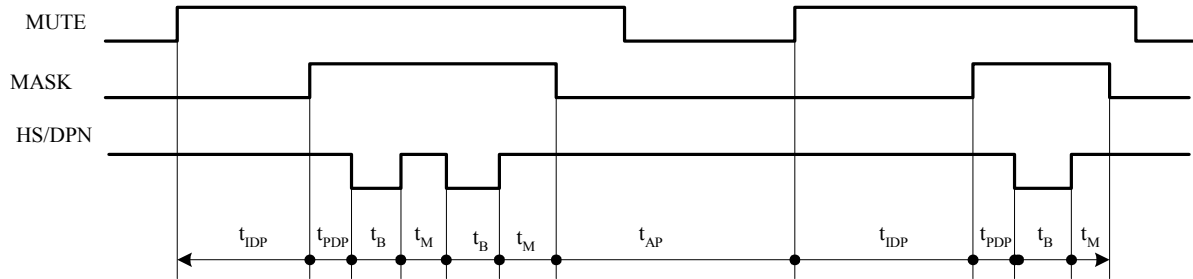 MUTE
MASK
HS/DPN
tIDP tPDP tB tM tB tM tAP tIDP tPDP tB tM